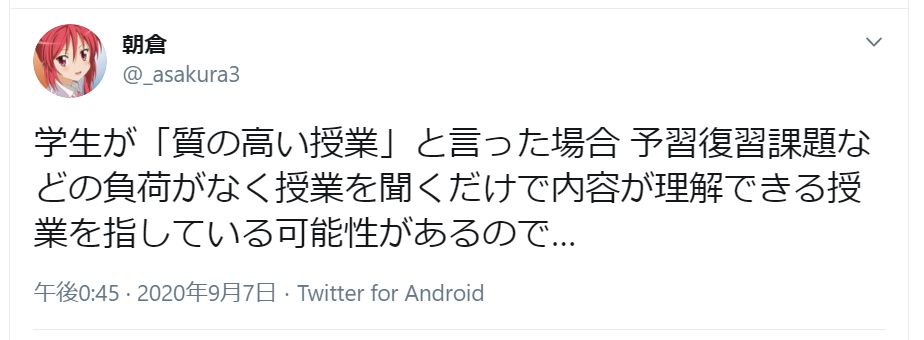 朝倉
@_asakura3
学生が「質の高い授業」と言った場合 予習復習課題な
どの負荷がなく授業を聞くだけで内容が理解できる授
業を指している可能性があるので...
午後0:45 · 2020年9月7日 · Twitter for Android